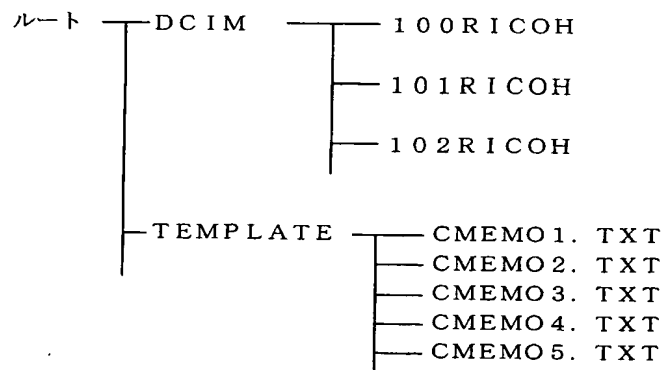 ルート DCIM 100RICOH
101RICOH
102RICOH
TEMPLATE CMEMO1. TXT
CMEMO2. TXT
CMEMO3. TXT
CMEMO4. TXT
CMEMO5. TXT